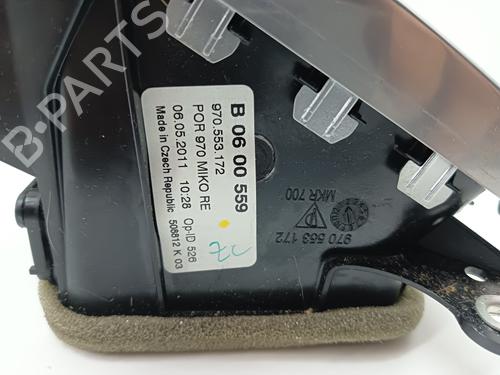 B-PARTS
B 06 00 559
970.553.172
POR 970 MIKO RE
06.05.2011 10:28 Op-ID 526
Made in Czech Republic 508812 K 03
MKR 700
970 553 172